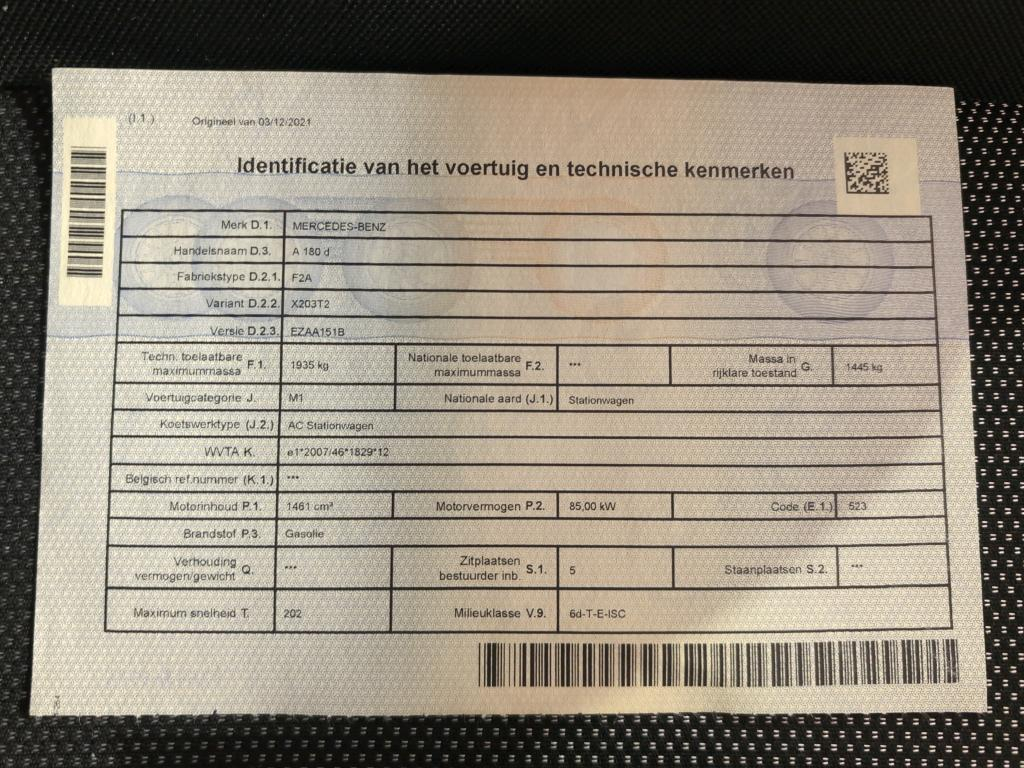 (I.1.) Origineel van 03/12/2021
Identificatie van het voertuig en technische kenmerken
Merk D.1. MERCEDES-BENZ
Handelsnaam D.3. A 180 d
Fabriekstype D.2.1. F2A
Variant D.2.2. X203T2
Versie D.2.3. EZAA151B
Techn. toelaatbare maximummassa F.1. 1935 kg Nationale toelaatbare maximummassa F.2. *** Massa in rijklare toestand G. 1445 kg
Voertuigcategorie J. M1 Nationale aard (J.1.) Stationwagen
Koetswerktype (J.2.) AC Stationwagen
WVTA K. e1*2007/46*1829*12
Belgisch ref.nummer (K.1.) ***
Motorinhoud P.1. 1461 cm³ Motorvermogen P.2. 85,00 kW Code (E.1.) 523
Brandstof P.3. Gasolie
Verhouding vermogen/gewicht Q. *** Zitplaatsen bestuurder inb. S.1. 5 Staanplaatsen S.2. ***
Maximum snelheid T. 202 Milieuklasse V.9. 6d-T-E-ISC